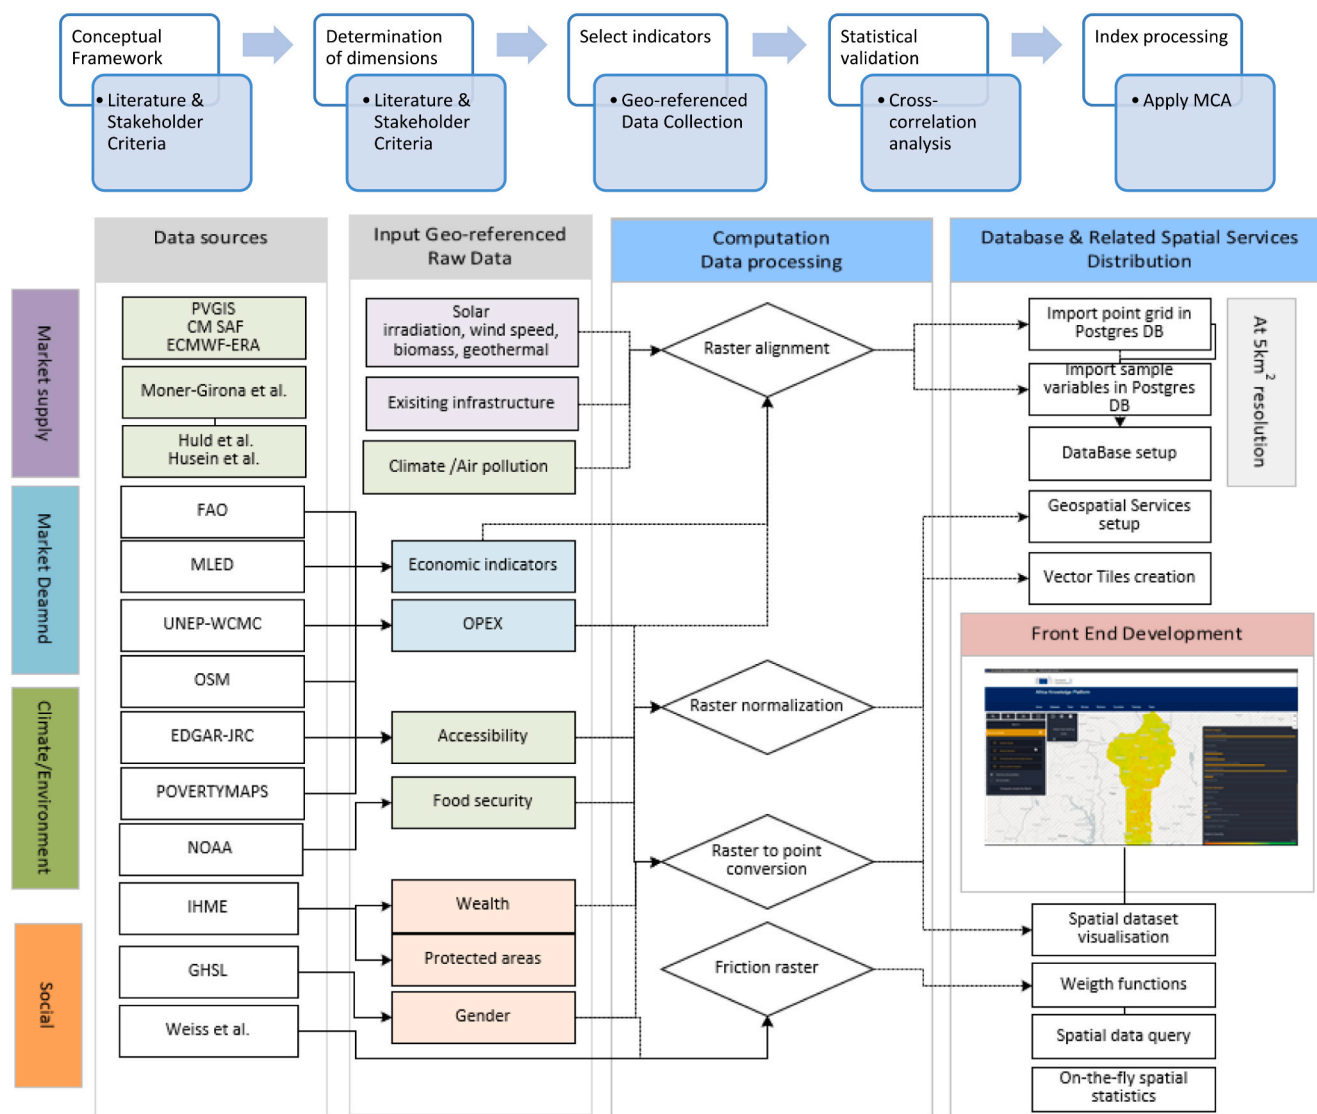 Conceptual
Framework
• Literature &
Stakeholder
Criteria
Determination
of dimensions
• Literature &
Stakeholder
Criteria
Select indicators
• Geo-referenced
Data Collection
Statistical
validation
• Cross-
correlation
analysis
Index processing
• Apply MCA
Data sources
Input Geo-referenced
Raw Data
Computation
Data processing
Database & Related Spatial Services
Distribution
Market supply
Market Deamnd
Climate/Environment
Social
PVGIS
CM SAF
ECMWF-ERA
Moner-Girona et al.
Huld et al.
Husein et al.
FAO
MLED
UNEP-WCMC
OSM
EDGAR-JRC
POVERTYMAPS
NOAA
IHME
GHSL
Weiss et al.
Solar
irradiation, wind speed,
biomass, geothermal
Exisiting infrastructure
Climate /Air pollution
Economic indicators
OPEX
Accessibility
Food security
Wealth
Protected areas
Gender
Raster alignment
Raster normalization
Raster to point
conversion
Friction raster
Import point grid in
Postgres DB
Import sample
variables in Postgres
DB
DataBase setup
At 5km² resolution
Geospatial Services
setup
Vector Tiles creation
Front End Development
Africa Knowledge Platform
Spatial dataset
visualisation
Weigth functions
Spatial data query
On-the-fly spatial
statistics